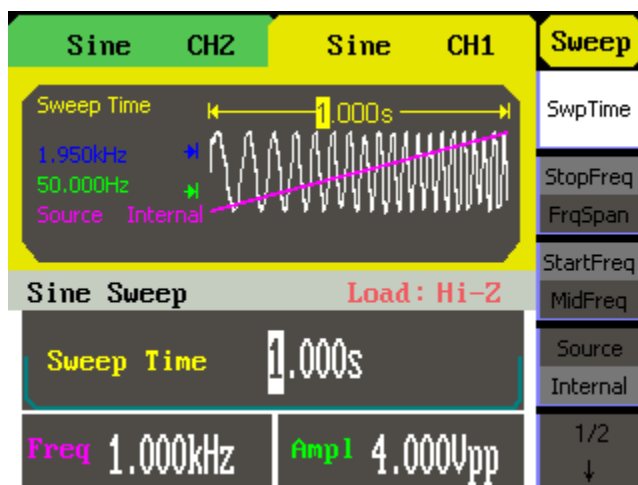 Sine CH2 Sine CH1
Sweep Time
1.000s
1.950kHz
50.000Hz
Source Internal
Sine Sweep Load: Hi-Z
Sweep Time 1.000s
Freq 1.000kHz Ampl 4.000Vpp
Sweep
SwpTime
StopFreq
FrqSpan
StartFreq
MidFreq
Source
Internal
1/2
↓